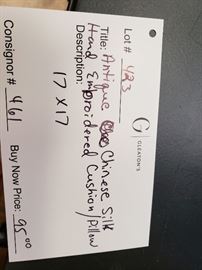 G
GLEATON'S
Lot # 423
Title: Antique Chinese Silk
Hand Embroidered Cushion/Pillow
Description:
17 x 17
Consignor # 461 Buy Now Price: 95.00